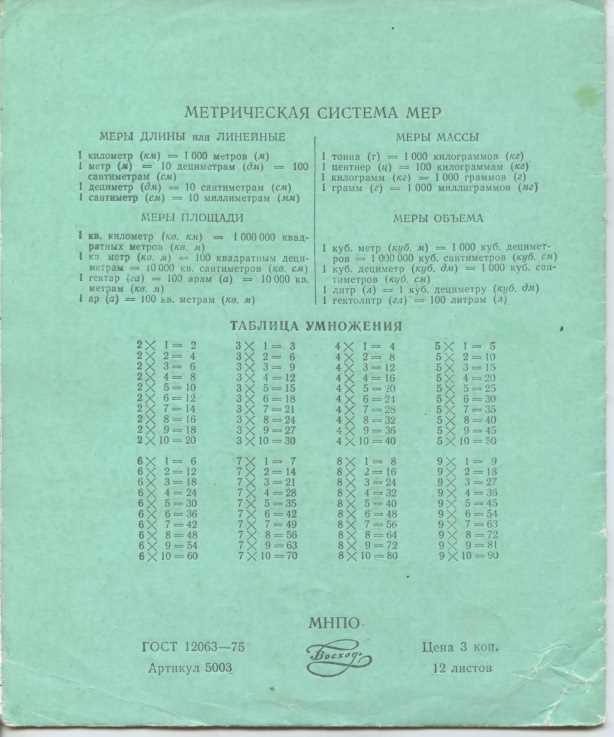 МЕТРИЧЕСКАЯ СИСТЕМА МЕР
МЕРЫ ДЛИНЫ или ЛИНЕЙНЫЕ
1 километр (км) = 1 000 метров (м)
1 метр (м) = 10 дециметрам (дм) = 100
сантиметрам (см)
1 дециметр (дм) = 10 сантиметрам (см)
1 сантиметр (см) = 10 миллиметрам (мм)
МЕРЫ ПЛОЩАДИ
1 кв. километр (кв. км) = 1 000 000 квад-
ратных метров (кв. м)
1 кв. метр (кв. м) = 100 квадратным деци-
метрам = 10 000 кв. сантиметров (кв. см)
1 гектар (га) = 100 арам (а) = 10 000 кв.
метрам (кв. м)
1 ар (а) = 100 кв. метрам (кв. м)
МЕРЫ МАССЫ
1 тонна (т) = 1 000 килограммов (кг)
1 центнер (ц) = 100 килограммам (кг)
1 килограмм (кг) = 1 000 граммов (г)
1 грамм (г) = 1 000 миллиграммов (мг)
МЕРЫ ОБЪЕМА
1 куб. метр (куб. м) = 1 000 куб. дециметр-
ров = 1 000 000 куб. сантиметров (куб. см)
1 куб. дециметр (куб. дм) = 1 000 куб. сан-
тиметров (куб. см)
1 литр (л) = 1 куб. дециметру (куб. дм)
1 гектолитр (гл) = 100 литрам (л)
ТАБЛИЦА УМНОЖЕНИЯ
2 × 1 = 2 3 × 1 = 3 4 × 1 = 4 5 × 1 = 5
2 × 2 = 4 3 × 2 = 6 4 × 2 = 8 5 × 2 = 10
2 × 3 = 6 3 × 3 = 9 4 × 3 = 12 5 × 3 = 15
2 × 4 = 8 3 × 4 = 12 4 × 4 = 16 5 × 4 = 20
2 × 5 = 10 3 × 5 = 15 4 × 5 = 20 5 × 5 = 25
2 × 6 = 12 3 × 6 = 18 4 × 6 = 24 5 × 6 = 30
2 × 7 = 14 3 × 7 = 21 4 × 7 = 28 5 × 7 = 35
2 × 8 = 16 3 × 8 = 24 4 × 8 = 32 5 × 8 = 40
2 × 9 = 18 3 × 9 = 27 4 × 9 = 36 5 × 9 = 45
2 × 10 = 20 3 × 10 = 30 4 × 10 = 40 5 × 10 = 50
6 × 1 = 6 7 × 1 = 7 8 × 1 = 8 9 × 1 = 9
6 × 2 = 12 7 × 2 = 14 8 × 2 = 16 9 × 2 = 18
6 × 3 = 18 7 × 3 = 21 8 × 3 = 24 9 × 3 = 27
6 × 4 = 24 7 × 4 = 28 8 × 4 = 32 9 × 4 = 36
6 × 5 = 30 7 × 5 = 35 8 × 5 = 40 9 × 5 = 45
6 × 6 = 36 7 × 6 = 42 8 × 6 = 48 9 × 6 = 54
6 × 7 = 42 7 × 7 = 49 8 × 7 = 56 9 × 7 = 63
6 × 8 = 48 7 × 8 = 56 8 × 8 = 64 9 × 8 = 72
6 × 9 = 54 7 × 9 = 63 8 × 9 = 72 9 × 9 = 81
6 × 10 = 60 7 × 10 = 70 8 × 10 = 80 9 × 10 = 90
МНПО
ГОСТ 12063—75 Восход Цена 3 коп.
Артикул 5003 12 листов